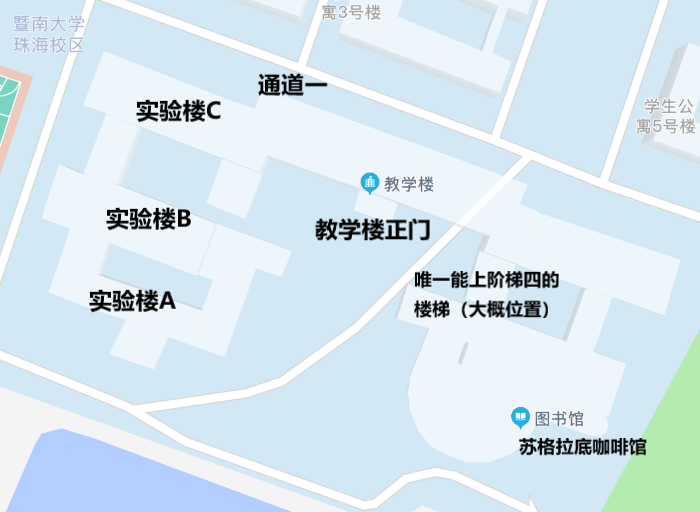 暨南大学
珠海校区
寓3号楼
通道一
实验楼C
学生公
寓5号楼
教学楼
实验楼B
教学楼正门
唯一能上阶梯四的
楼梯（大概位置）
实验楼A
图书馆
苏格拉底咖啡馆